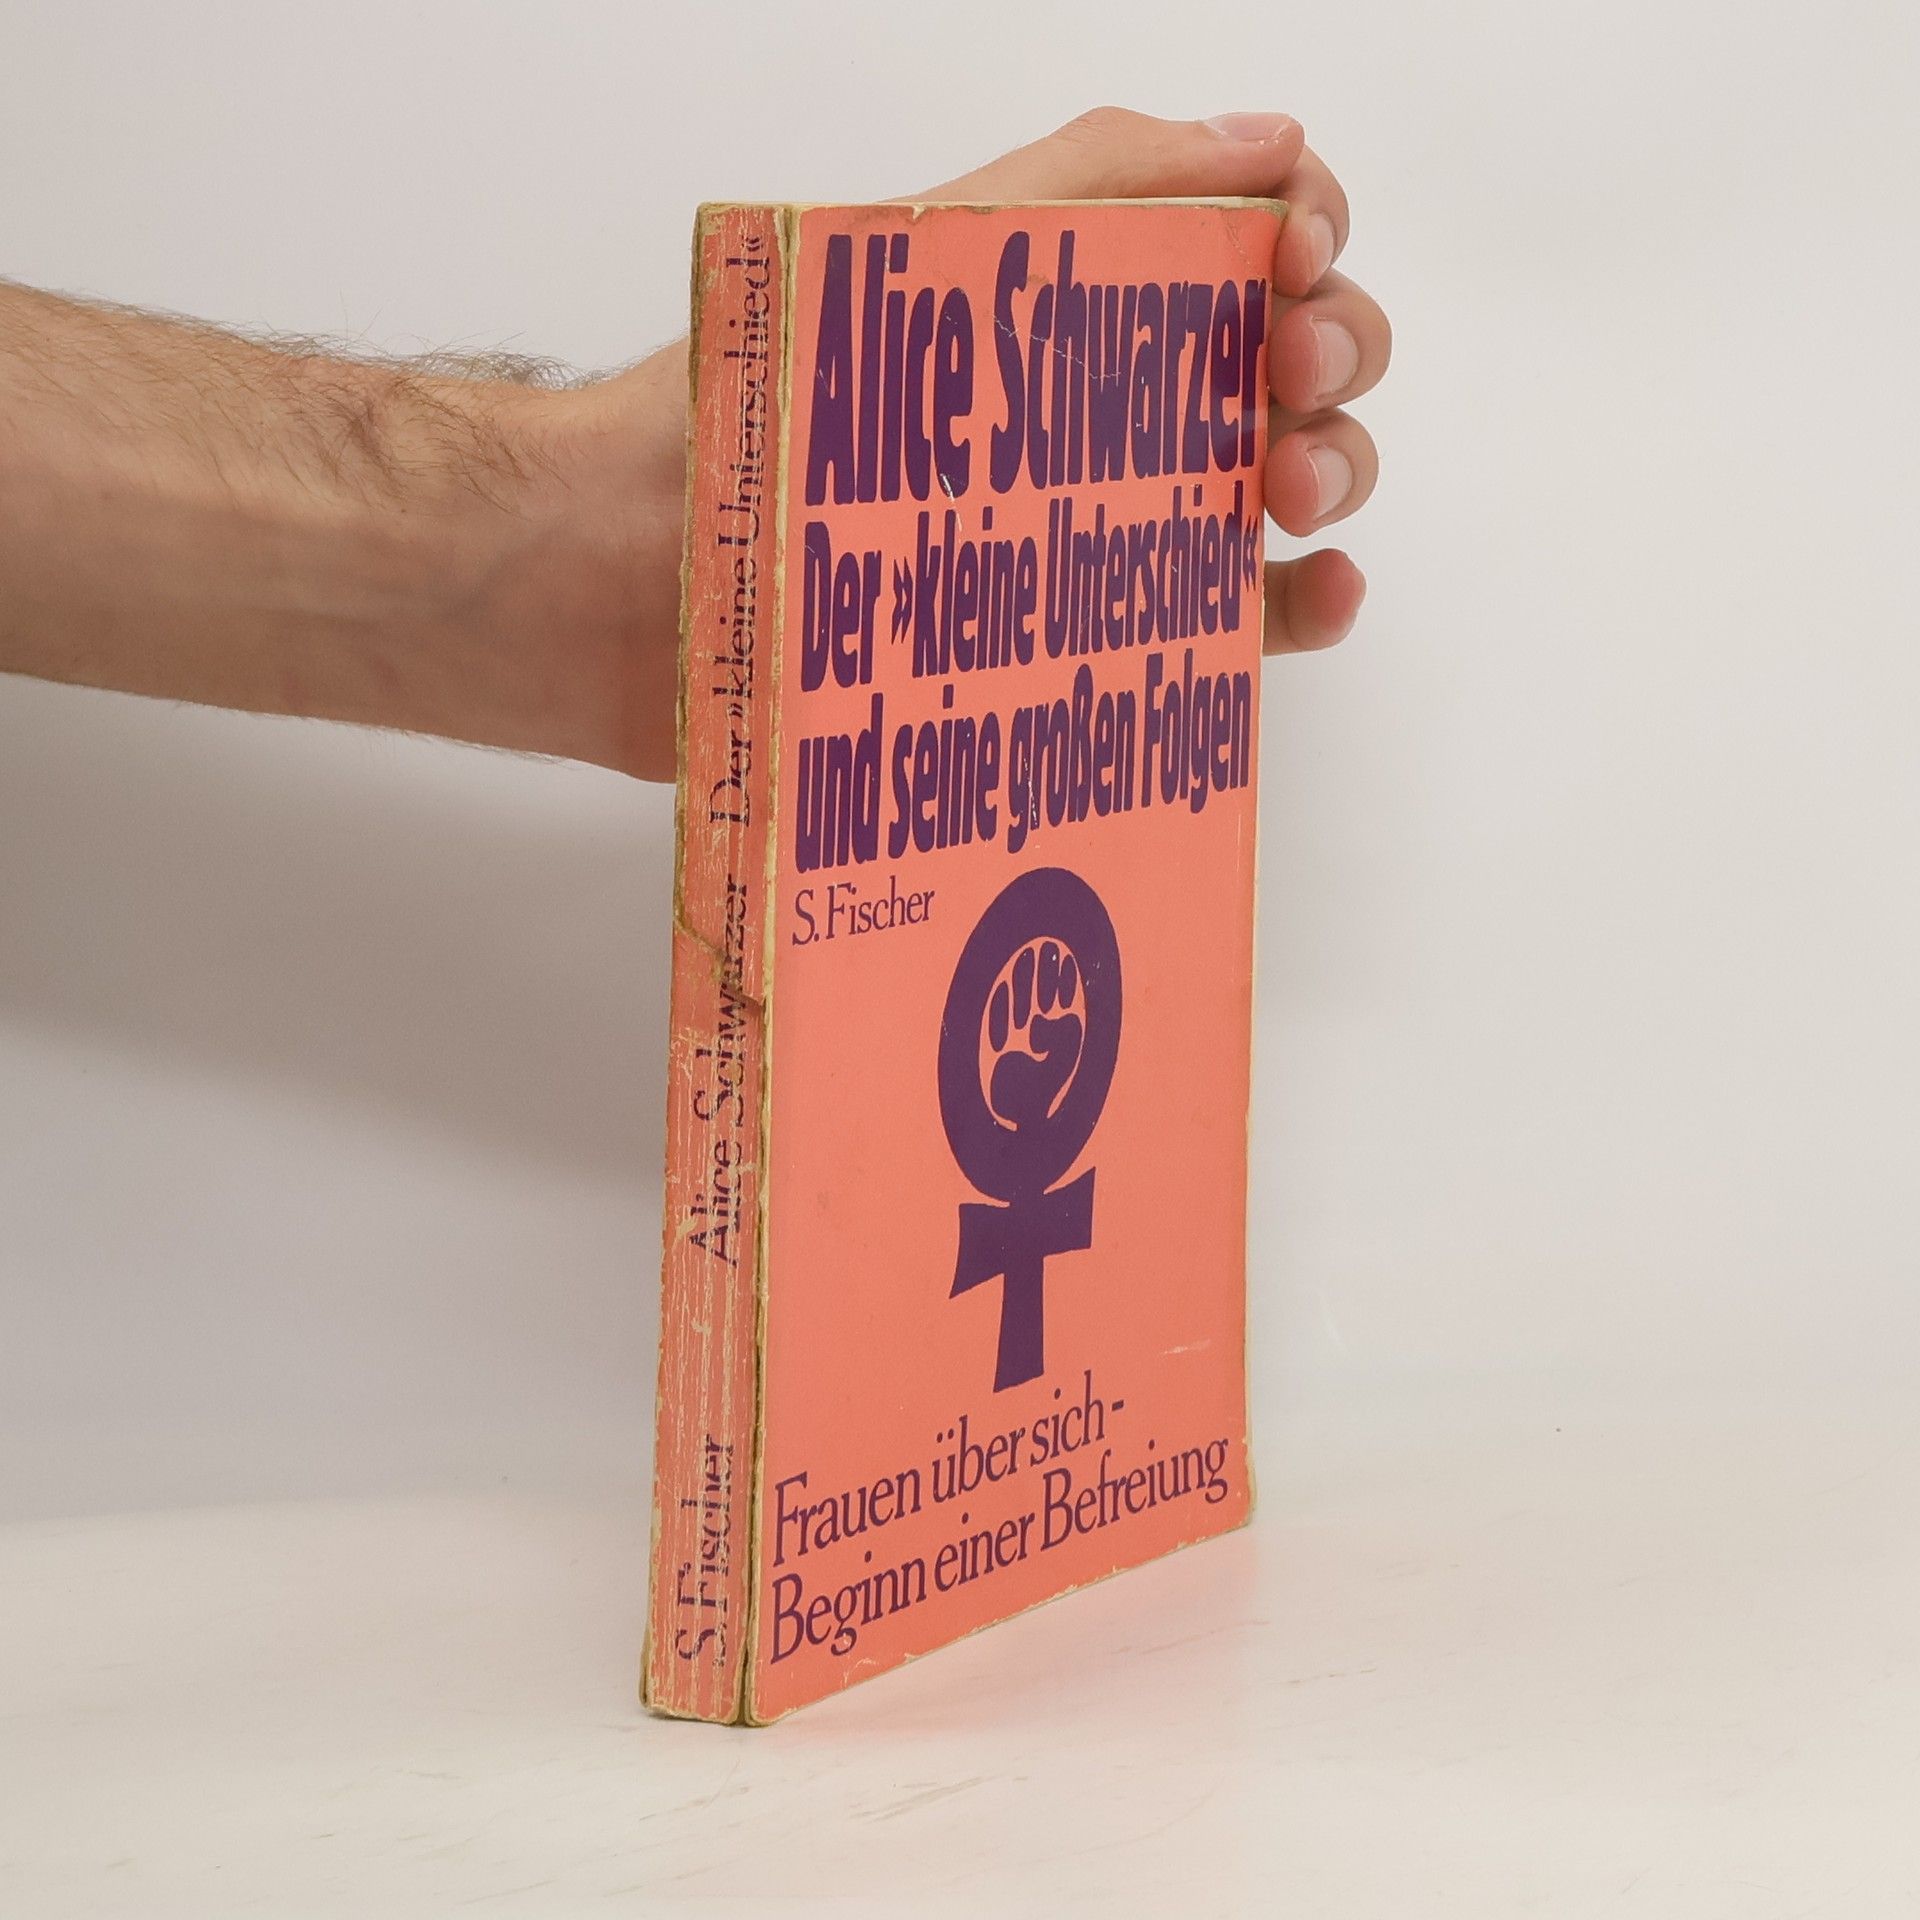 Alice Schwarzer
Der »kleine Unterschied«
und seine großen Folgen
S. Fischer
Frauen über sich -
Beginn einer Befreiung
S. Fischer Alice Schwarzer Der »kleine Unterschied«